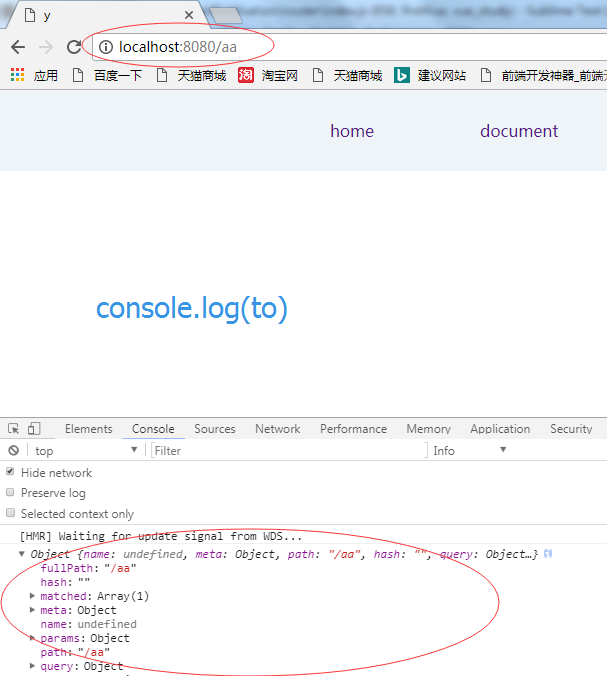 y
localhost:8080/aa
应用 百度一下 天猫商城 淘 淘宝网 天猫商城 建议网站 前端开发神器_前端开
home document
console.log(to)
Elements Console Sources Network Performance Memory Application Security
top Filter Info
Hide network
Preserve log
Selected context only
[HMR] Waiting for update signal from WDS...
Object {name: undefined, meta: Object, path: "/aa", hash: "", query: Object…}
fullPath: "/aa"
hash: ""
matched: Array(1)
meta: Object
name: undefined
params: Object
path: "/aa"
query: Object